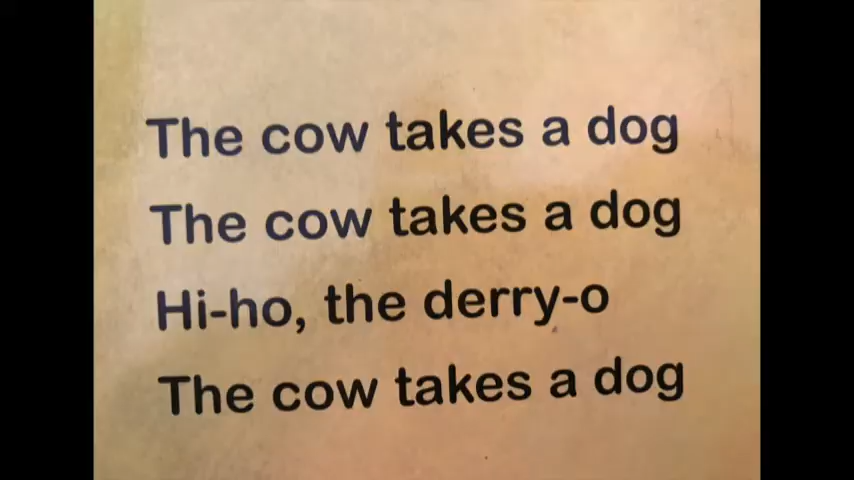 The cow takes a dog
The cow takes a dog
Hi-ho, the derry-o
The cow takes a dog